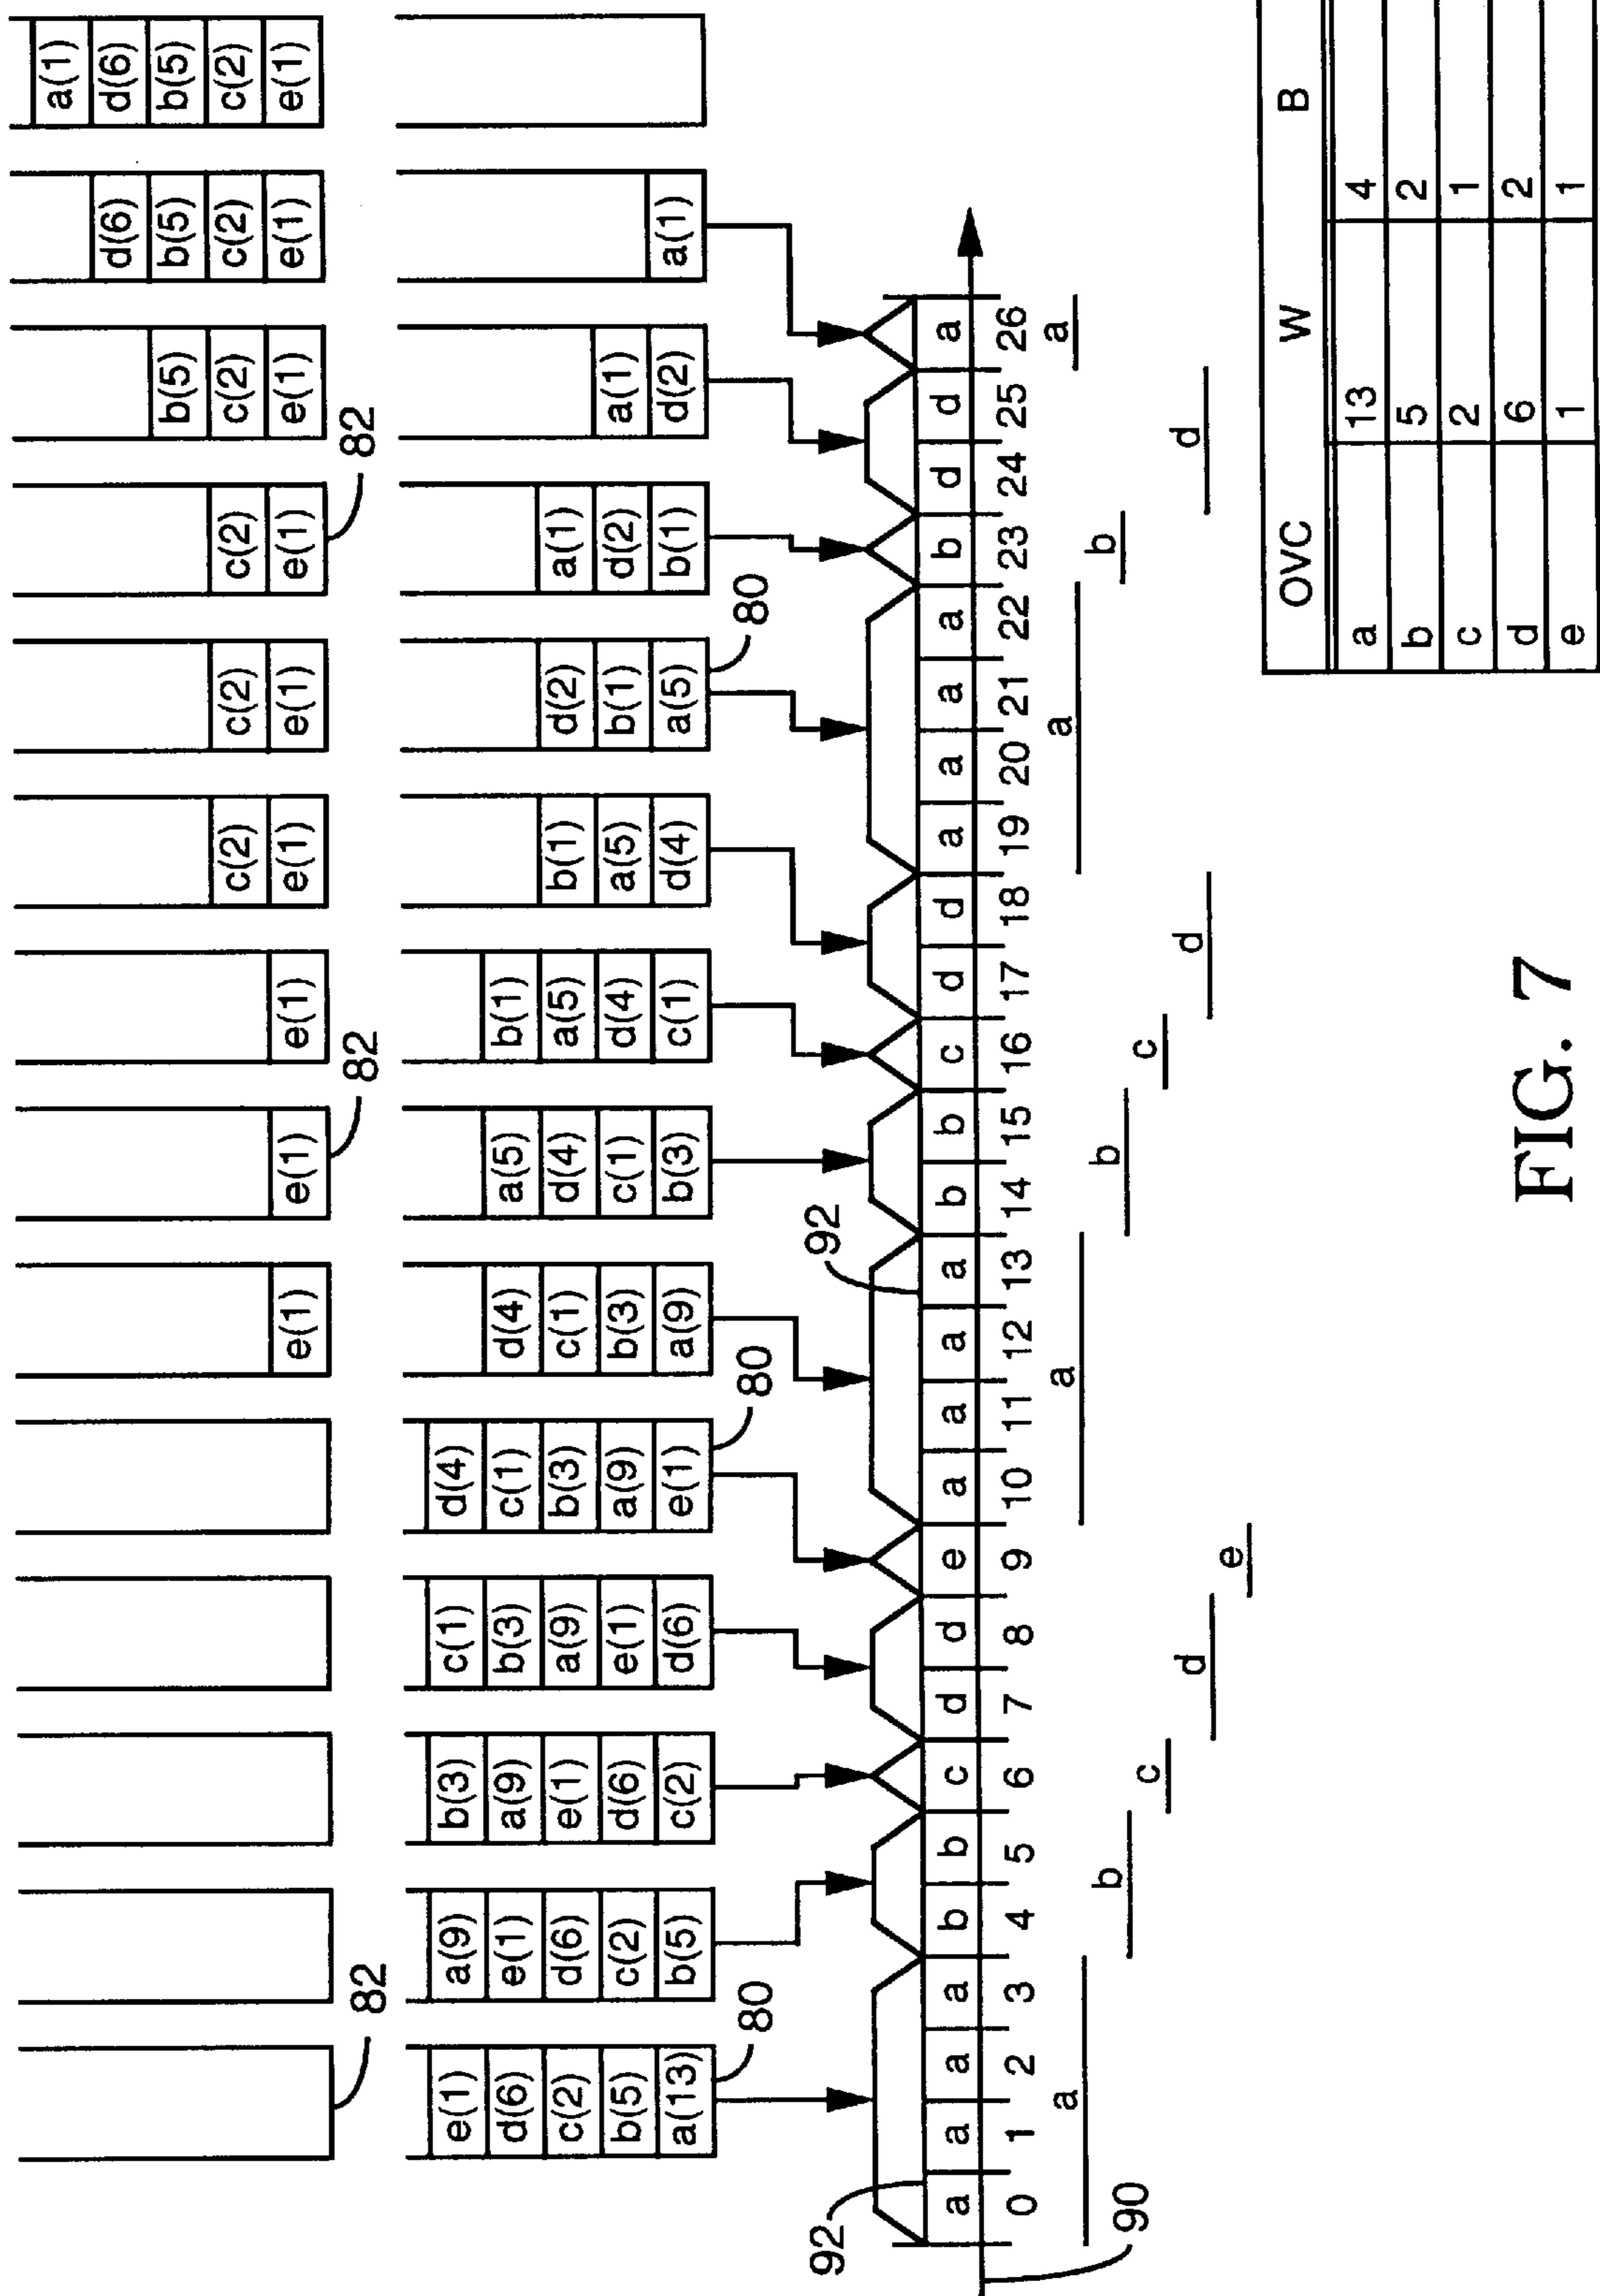 a(1)
d(6) d(6)
b(5) b(5) b(5)
c(2) c(2) c(2) c(2) c(2) c(2)
e(1) e(1) e(1) e(1) e(1) e(1) e(1) e(1) e(1)
82 82 82
e(1) a(9) b(3) c(1) d(4)
d(6) e(1) a(9) b(3) c(1) d(4) a(5) b(1)
c(2) d(6) e(1) a(9) b(3) c(1) d(4) a(5) b(1) d(2) a(1)
b(5) c(2) d(6) e(1) a(9) b(3) c(1) d(4) a(5) b(1) d(2) a(1)
a(13) b(5) c(2) d(6) e(1) a(9) b(3) c(1) d(4) a(5) b(1) d(2) a(1)
80 80 80
92 92
a a a a b b c d d e a a a a b b c d d a a a a b d d a
0 1 2 3 4 5 6 7 8 9 10 11 12 13 14 15 16 17 18 19 20 21 22 23 24 25 26
a a a a
b b b
90
c c
d d d
e
OVC W B
a 13 4
b 5 2
c 2 1
d 6 2
e 1 1
FIG. 7